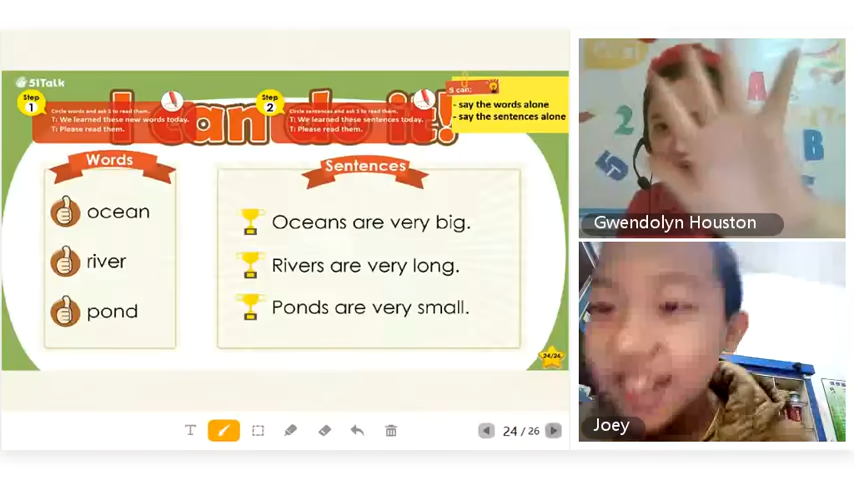 51Talk
I can do it!
Step 1
Circle words and ask S to read them.
T: We learned these new words today.
T: Please read them.
Step 2
Circle sentences and ask S to read them.
T: We learned these sentences today.
T: Please read them.
S can:
- say the words alone
- say the sentences alone
Words
ocean
river
pond
Sentences
Oceans are very big.
Rivers are very long.
Ponds are very small.
24/26
T
24 / 26
A
2
B
Gwendolyn Houston
Joey